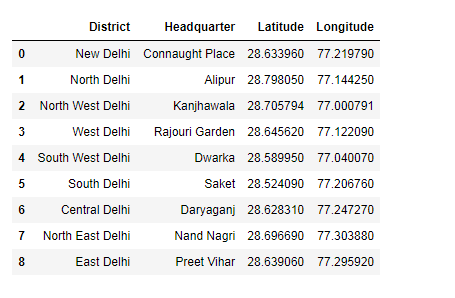 District Headquarter Latitude Longitude
0 New Delhi Connaught Place 28.633960 77.219790
1 North Delhi Alipur 28.798050 77.144250
2 North West Delhi Kanjhawala 28.705794 77.000791
3 West Delhi Rajouri Garden 28.645620 77.122090
4 South West Delhi Dwarka 28.589950 77.040070
5 South Delhi Saket 28.524090 77.206760
6 Central Delhi Daryaganj 28.628310 77.247270
7 North East Delhi Nand Nagri 28.696690 77.303880
8 East Delhi Preet Vihar 28.639060 77.295920